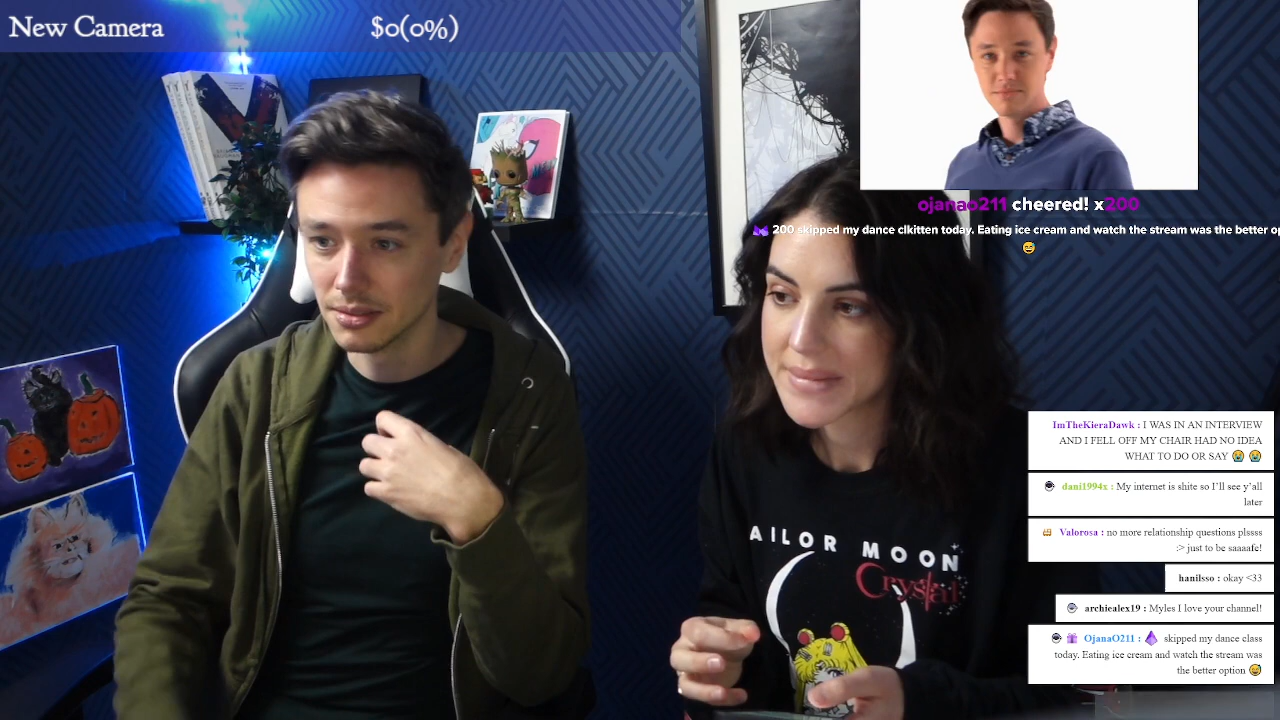 New Camera
$0(0%)
ojanao211 cheered! x200
200 skipped my dance clkitten today. Eating ice cream and watch the stream was the better
AILOR MOON
Crystal
ImTheKieraDawk : I WAS IN AN INTERVIEW
AND I FELL OFF MY CHAIR HAD NO IDEA
WHAT TO DO OR SAY 😭 😭
dani1994x : My internet is shite so I'll see y'all
later
Valorosa : no more relationship questions plssss
:> just to be saaaafe!
hanilsso : okay <33
archiealex19 : Myles I love your channel!
OjanaO211 : skipped my dance class
today. Eating ice cream and watch the stream was
the better option 😅